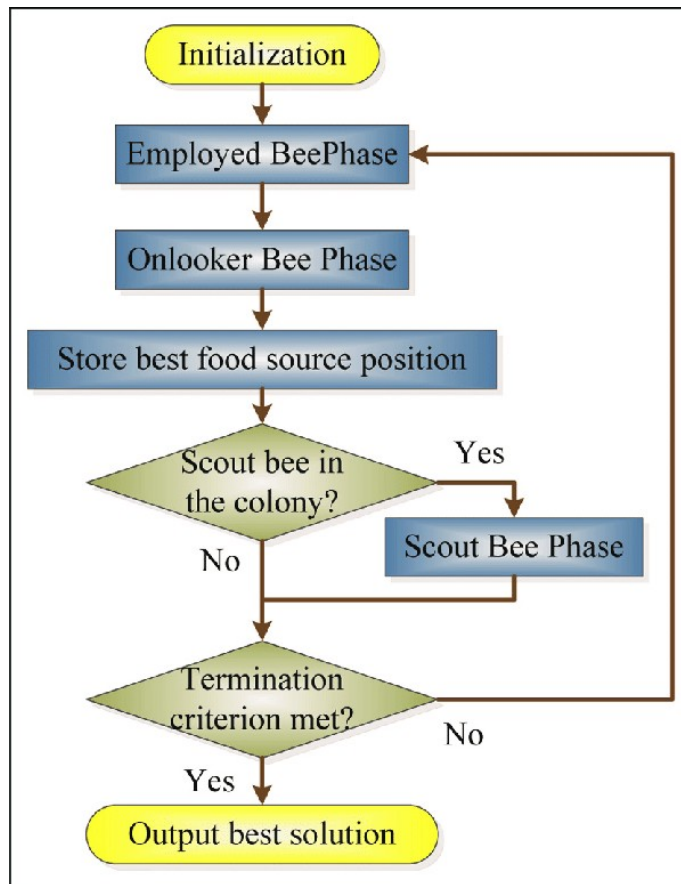 Initialization
Employed BeePhase
Onlooker Bee Phase
Store best food source position
Scout bee in
the colony?
Yes
Scout Bee Phase
No
Termination
criterion met?
No
Yes
Output best solution